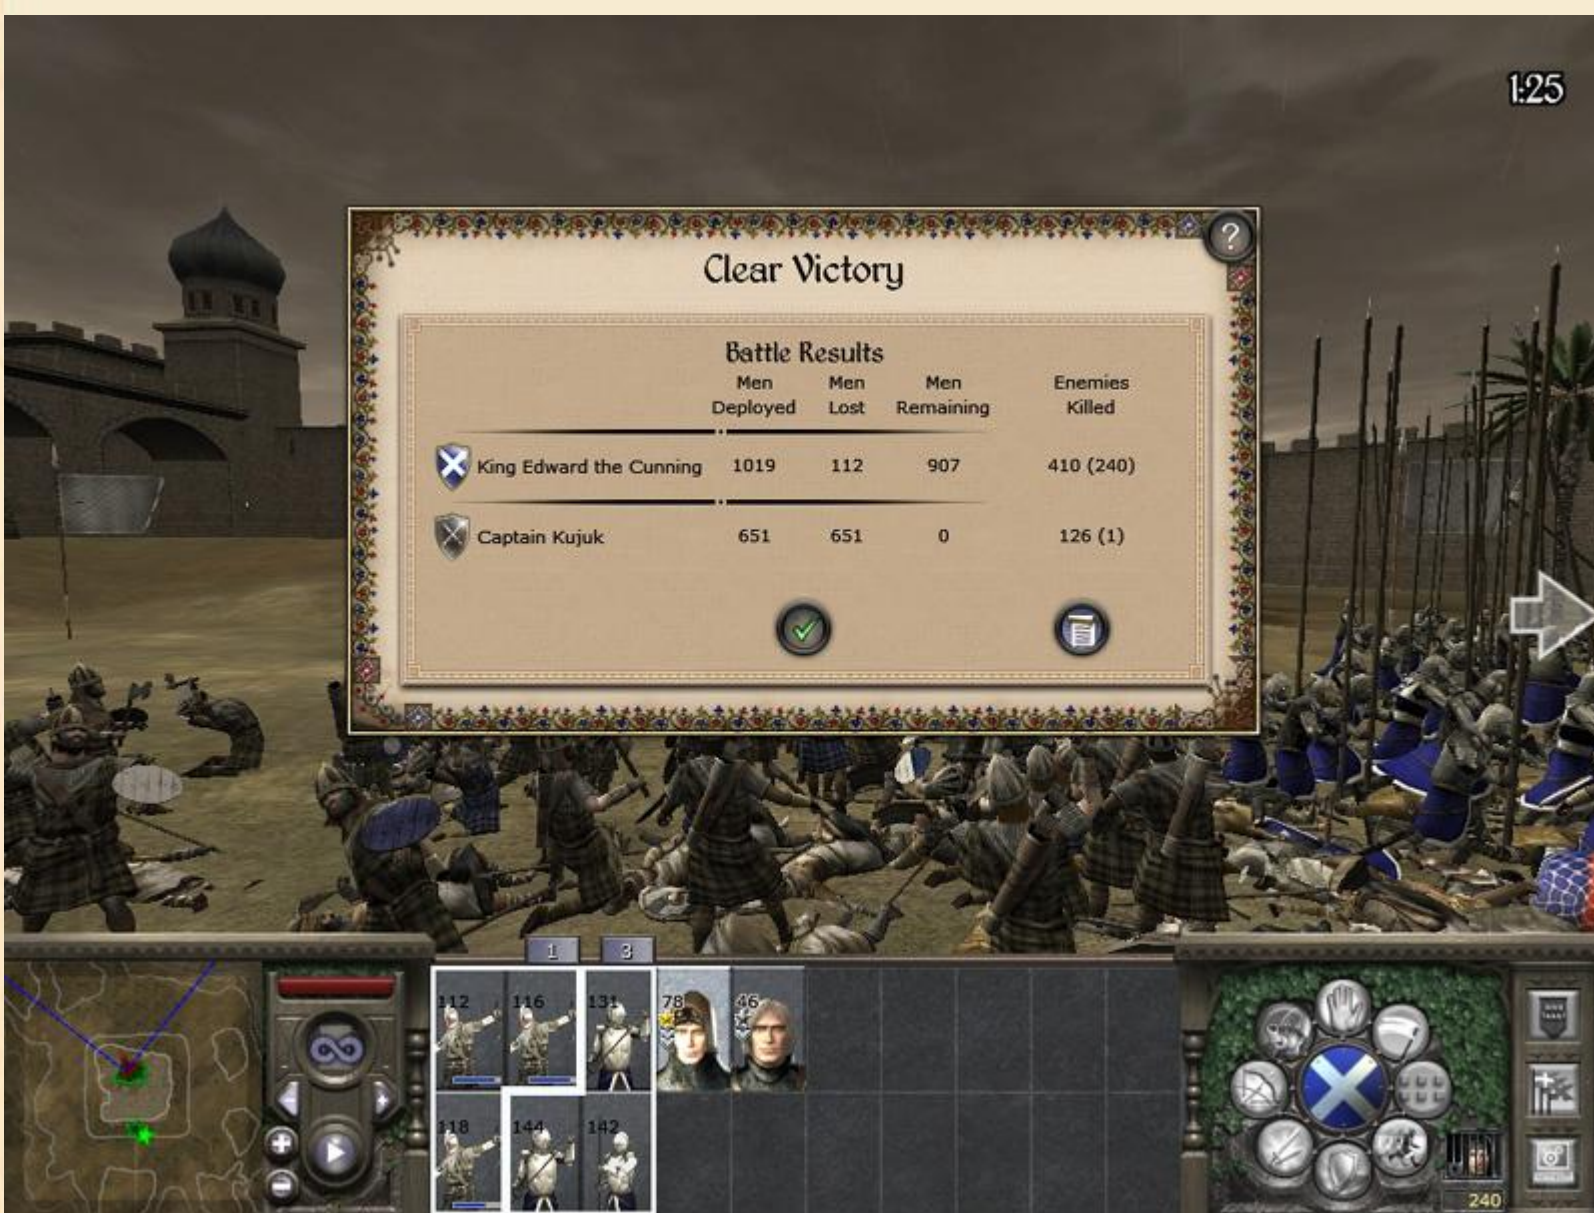 1:25
?
Clear Victory
Battle Results
Men Deployed Men Lost Men Remaining Enemies Killed
King Edward the Cunning 1019 112 907 410 (240)
Captain Kujuk 651 651 0 126 (1)
1 3
112 116 131 78 46
118 144 142
240